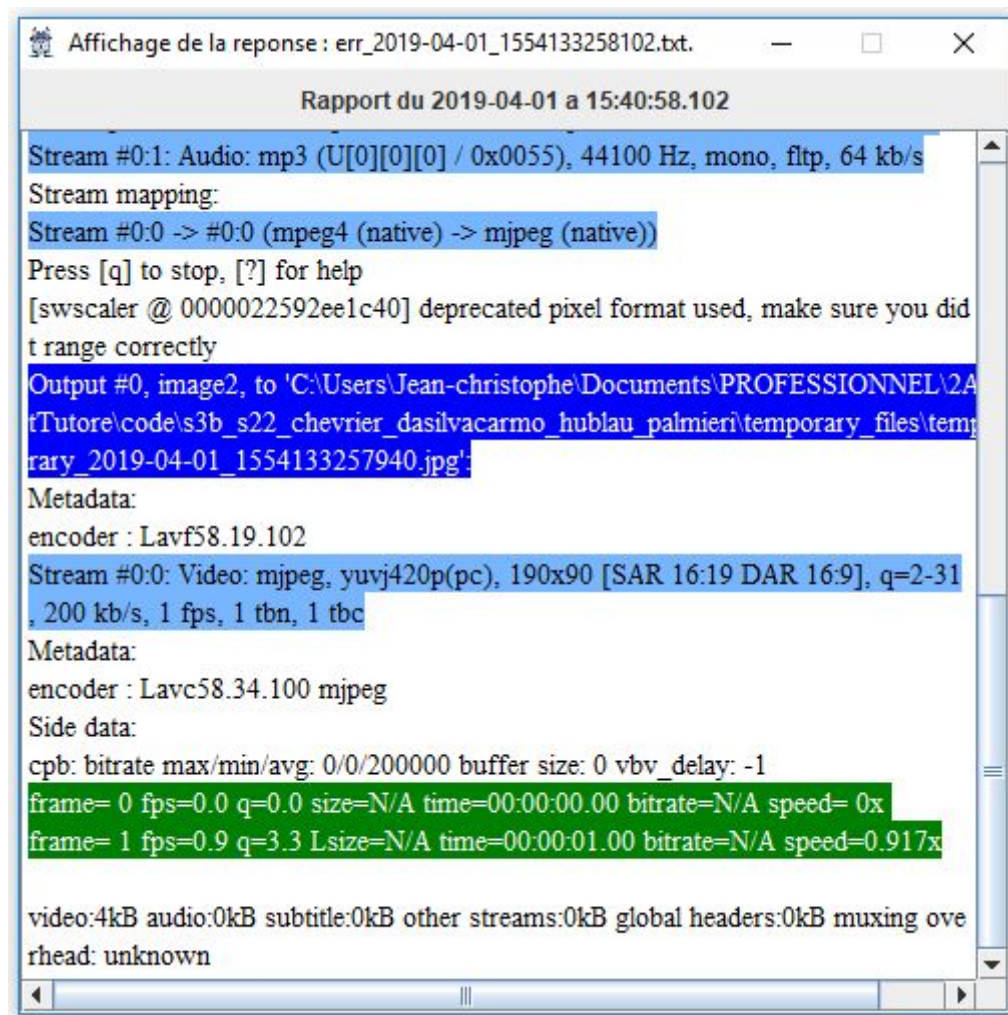 Affichage de la reponse : err_2019-04-01_1554133258102.txt.
Rapport du 2019-04-01 a 15:40:58.102
Stream #0:1: Audio: mp3 (U[0][0][0] / 0x0055), 44100 Hz, mono, fltp, 64 kb/s
Stream mapping:
Stream #0:0 -> #0:0 (mpeg4 (native) -> mjpeg (native))
Press [q] to stop, [?] for help
[swscaler @ 0000022592ee1c40] deprecated pixel format used, make sure you did
t range correctly
Output #0, image2, to 'C:\Users\Jean-christophe\Documents\PROFESSIONNEL\2A
tTutore\code\s3b_s22_chevrier_dasilvacarmo_hublau_palmieri\temporary_files\temp
rary_2019-04-01_1554133257940.jpg':
Metadata:
encoder : Lavf58.19.102
Stream #0:0: Video: mjpeg, yuvj420p(pc), 190x90 [SAR 16:19 DAR 16:9], q=2-31
, 200 kb/s, 1 fps, 1 tbn, 1 tbc
Metadata:
encoder : Lavc58.34.100 mjpeg
Side data:
cpb: bitrate max/min/avg: 0/0/200000 buffer size: 0 vbv_delay: -1
frame= 0 fps=0.0 q=0.0 size=N/A time=00:00:00.00 bitrate=N/A speed= 0x
frame= 1 fps=0.9 q=3.3 Lsize=N/A time=00:00:01.00 bitrate=N/A speed=0.917x
video:4kB audio:0kB subtitle:0kB other streams:0kB global headers:0kB muxing ove
rhead: unknown